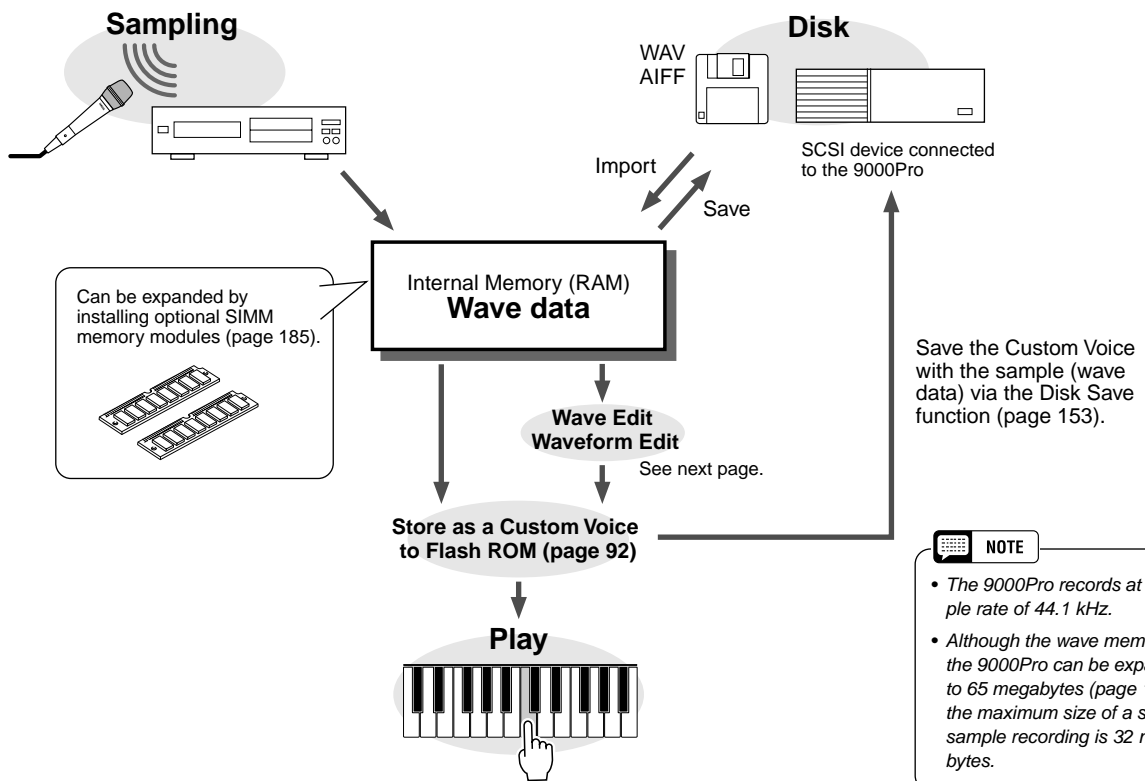 Sampling
Disk
WAV
AIFF
SCSI device connected
to the 9000Pro
Import
Save
Internal Memory (RAM)
Wave data
Can be expanded by
installing optional SIMM
memory modules (page 185).
Wave Edit
Waveform Edit
See next page.
Save the Custom Voice
with the sample (wave
data) via the Disk Save
function (page 153).
Store as a Custom Voice
to Flash ROM (page 92)
Play
NOTE
• The 9000Pro records at
ple rate of 44.1 kHz.
• Although the wave mem
the 9000Pro can be exp
to 65 megabytes (page
the maximum size of a s
sample recording is 32
bytes.